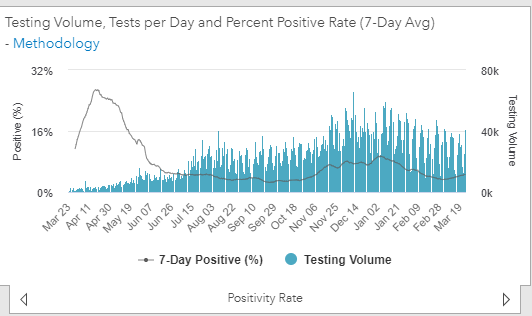 Testing Volume, Tests per Day and Percent Positive Rate (7-Day Avg)
- Methodology
32%
80k
16%
40k
0%
0k
Positive (%)
Testing Volume
Mar 23
Apr 11
Apr 30
May 19
Jun 07
Jun 26
Jul 15
Aug 03
Aug 22
Sep 10
Sep 29
Oct 18
Nov 06
Nov 25
Dec 14
Jan 02
Jan 21
Feb 09
Feb 28
Mar 19
7-Day Positive (%)
Testing Volume
Positivity Rate